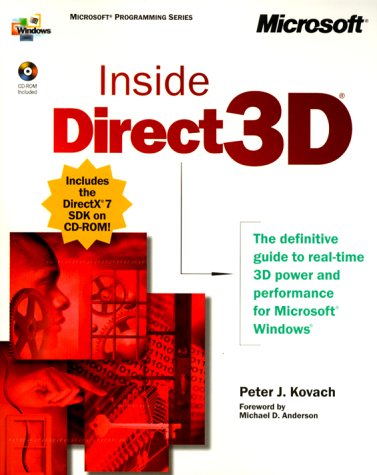 MICROSOFT® PROGRAMMING SERIES
Microsoft®
Windows
CD-ROM
Included
Inside
Direct3D®
Includes
the
DirectX® 7
SDK on
CD-ROM!
The definitive
guide to real-time
3D power and
performance
for Microsoft®
Windows®
Peter J. Kovach
Foreword by
Michael D. Anderson